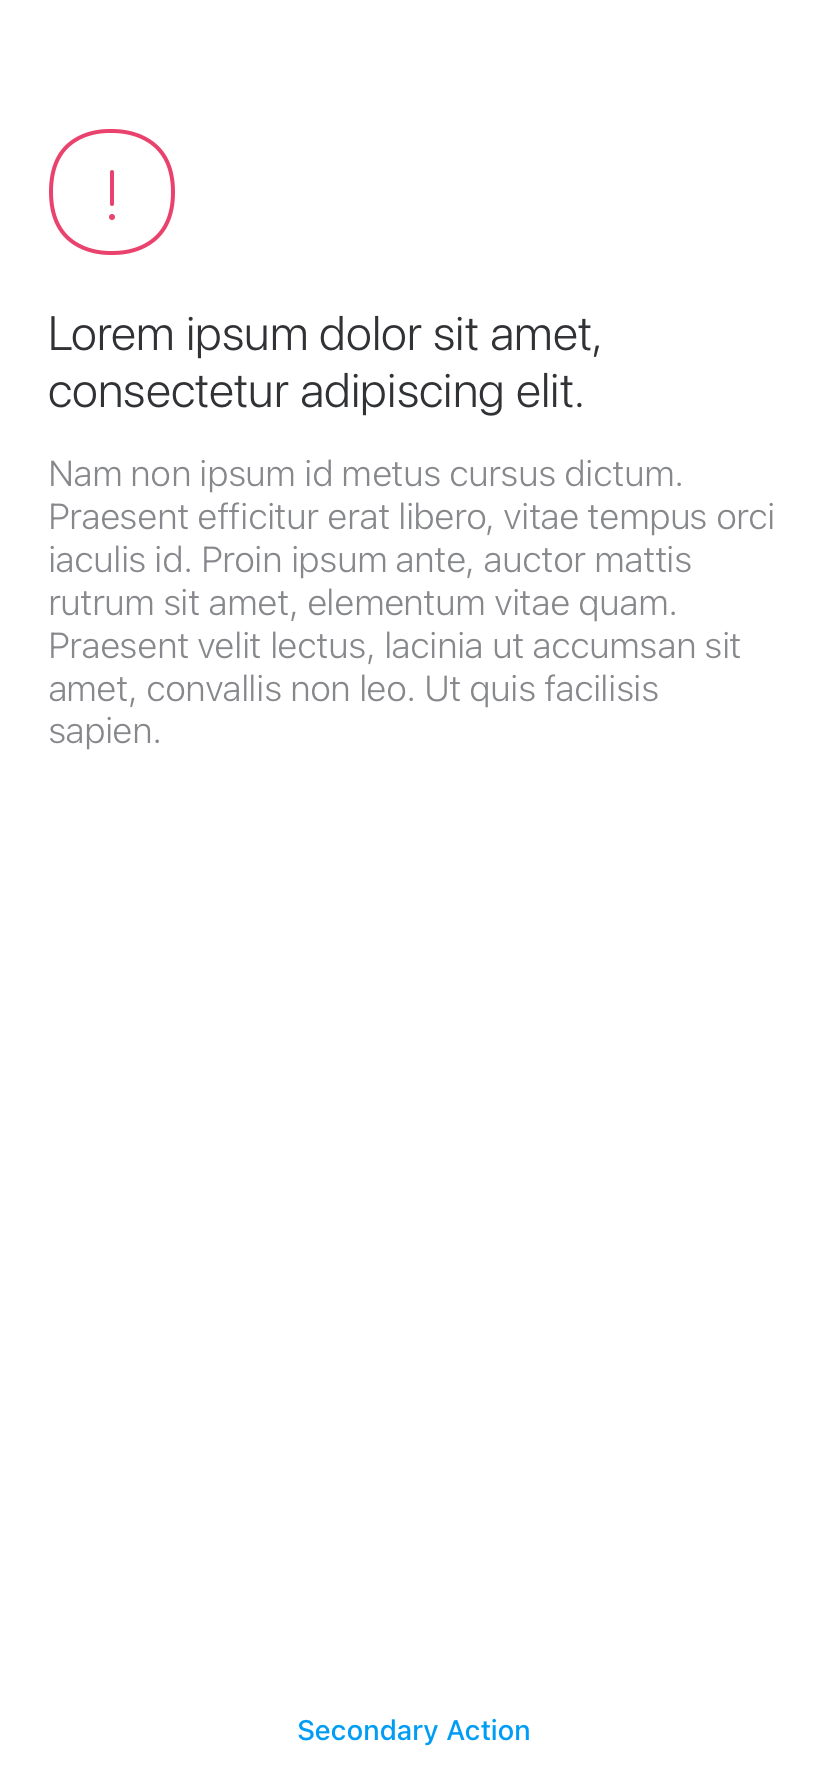 Lorem ipsum dolor sit amet,
consectetur adipiscing elit.
Nam non ipsum id metus cursus dictum.
Praesent efficitur erat libero, vitae tempus orci
iaculis id. Proin ipsum ante, auctor mattis
rutrum sit amet, elementum vitae quam.
Praesent velit lectus, lacinia ut accumsan sit
amet, convallis non leo. Ut quis facilisis
sapien.
Secondary Action